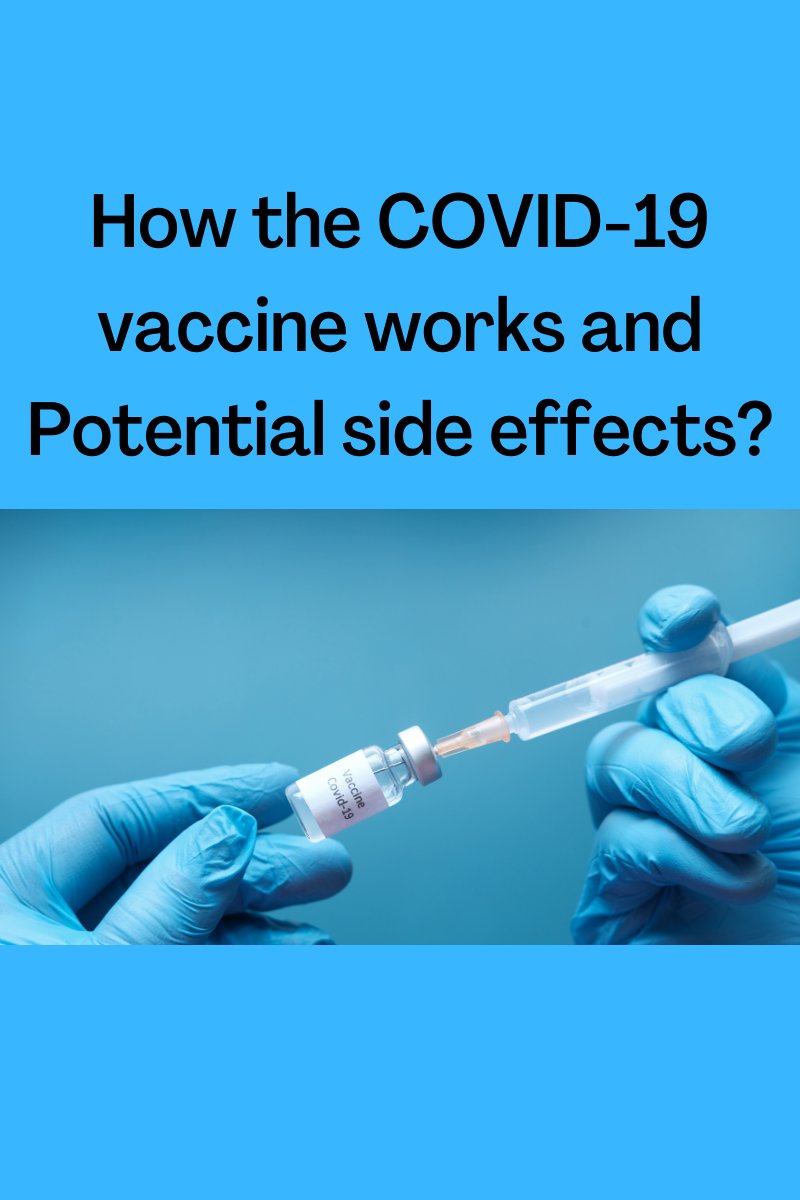 How the COVID-19
vaccine works and
Potential side effects?
Vaccine
Covid-19